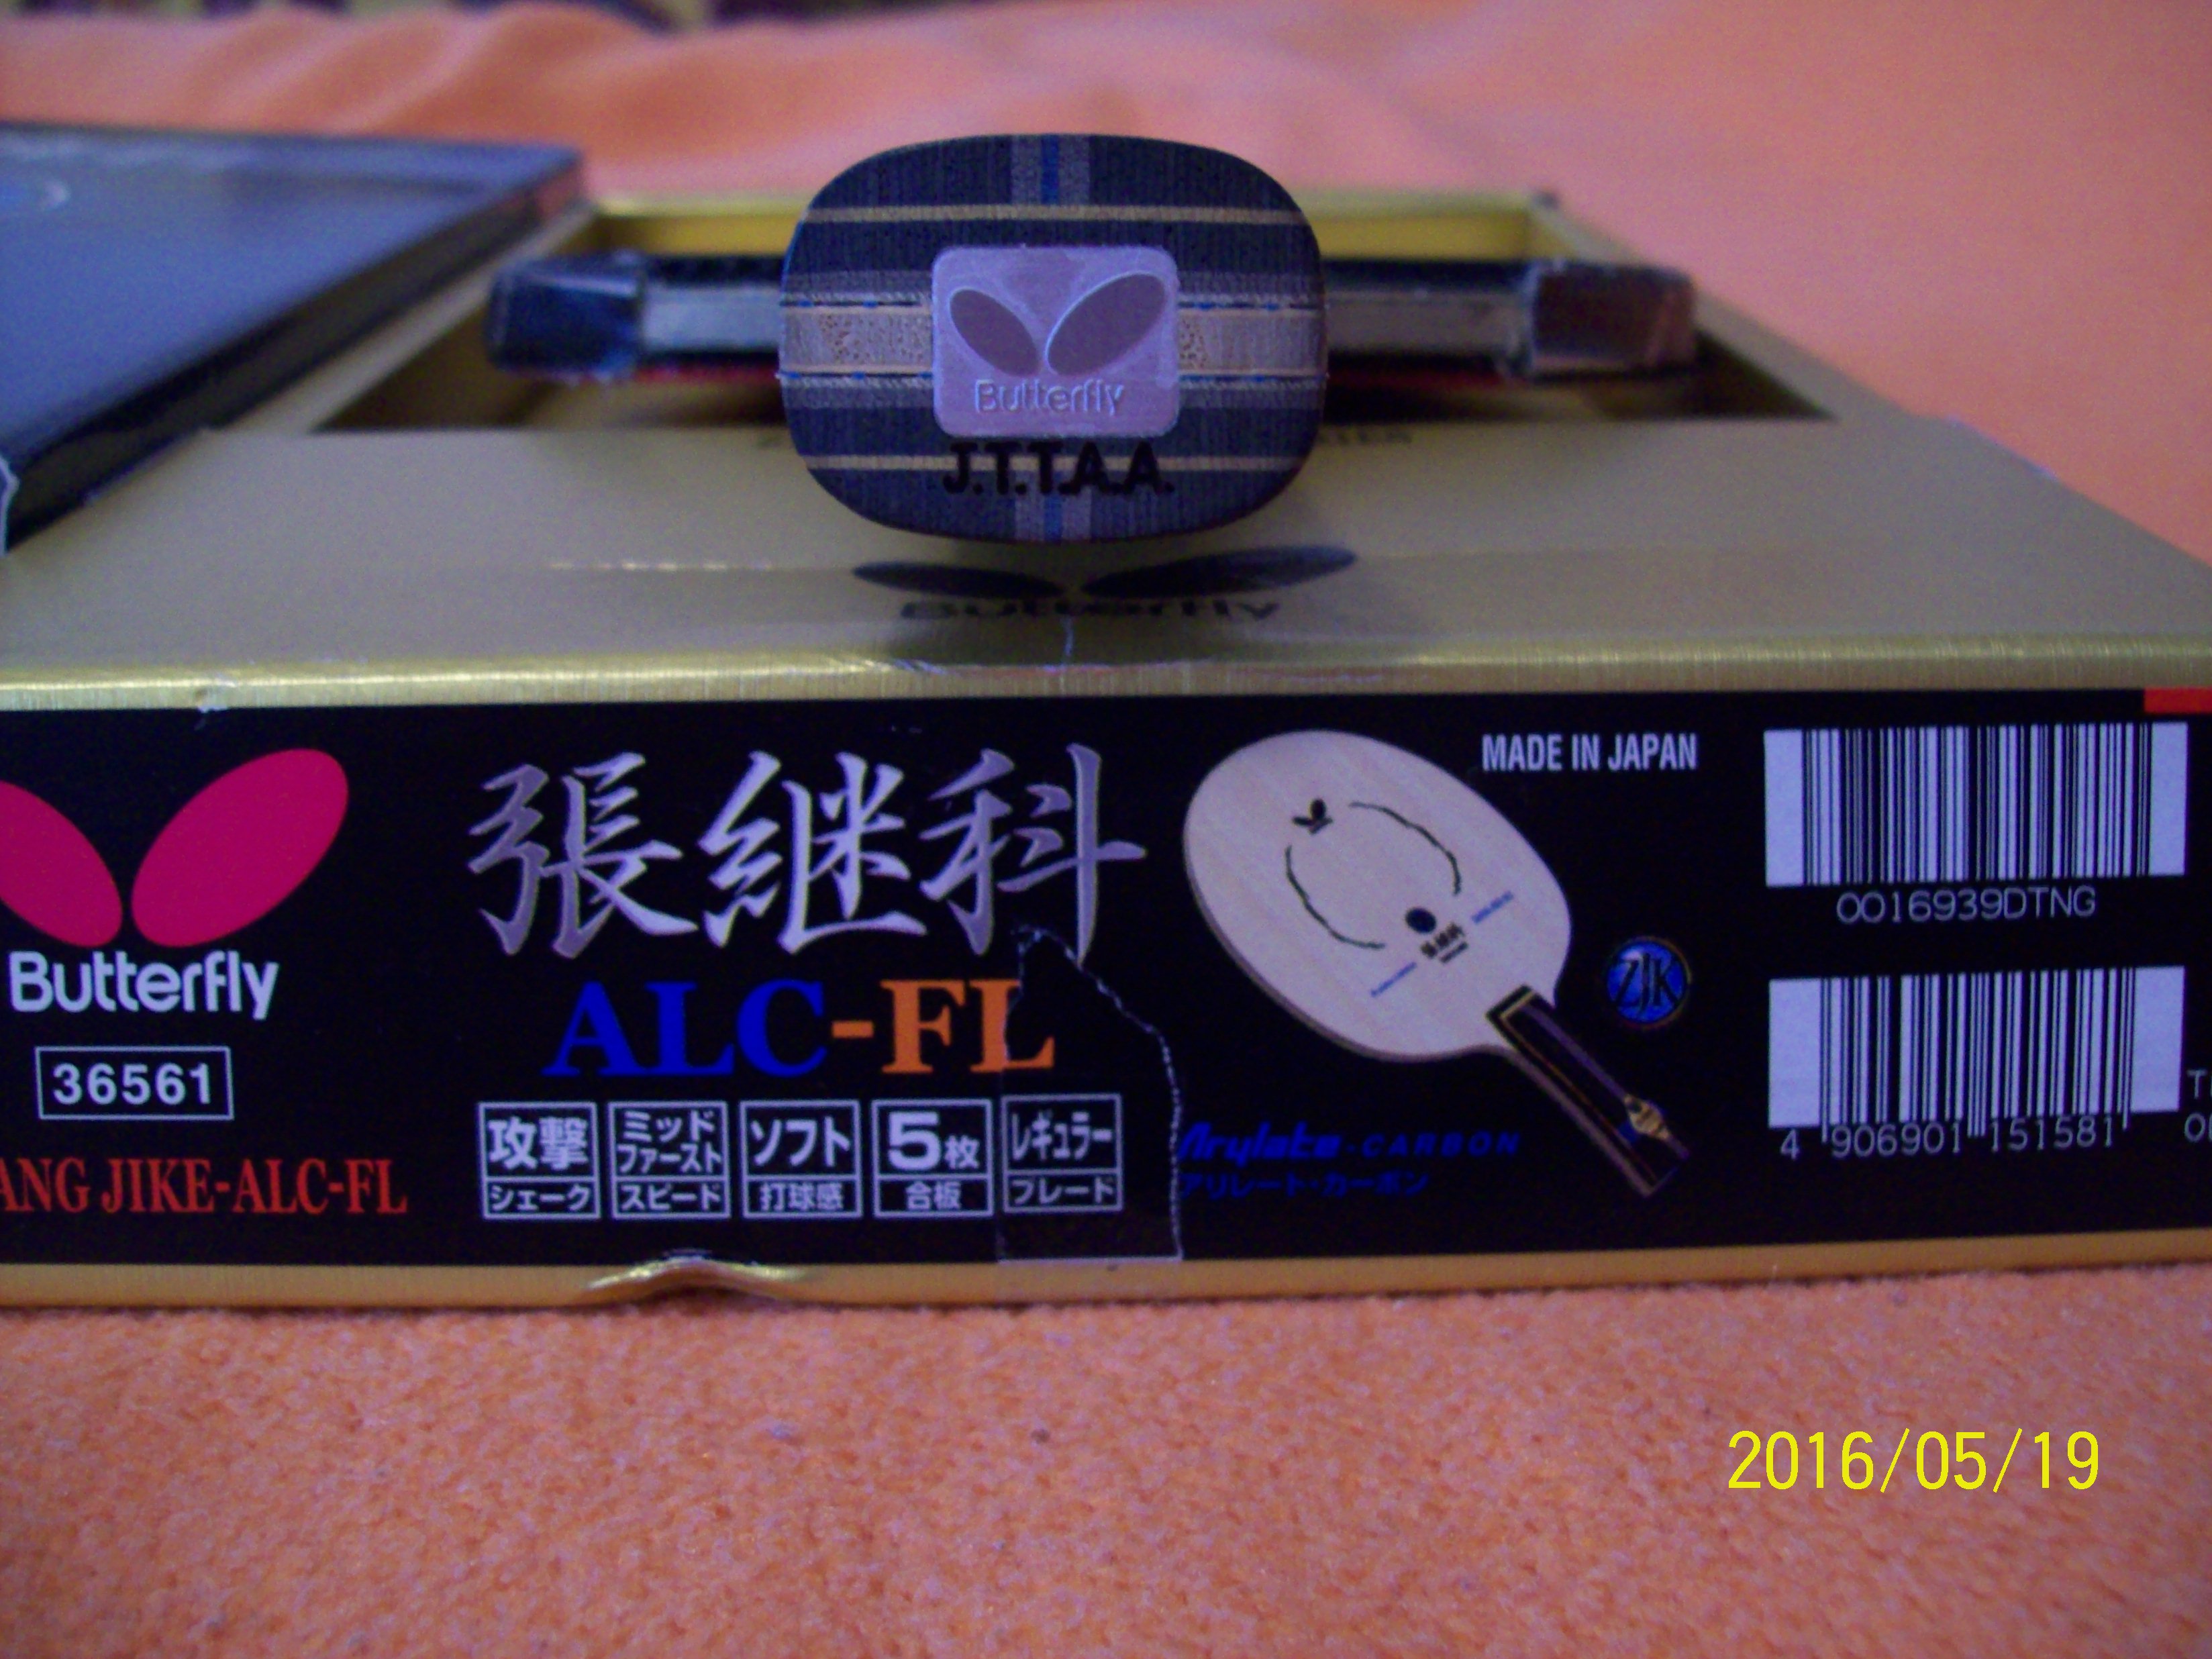 Butterfly
J.T.T.A.A.
Butterfly
張継科
MADE IN JAPAN
0016939DTNG
ZJK
Butterfly
ALC-FL
36561
攻撃
シェーク
ミッド
ファースト
スピード
ソフト
打球感
5枚
合板
レギュラー
ブレード
Arylate-CARBON
アリレート・カーボン
4 906901 151581
ANG JIKE-ALC-FL
2016/05/19